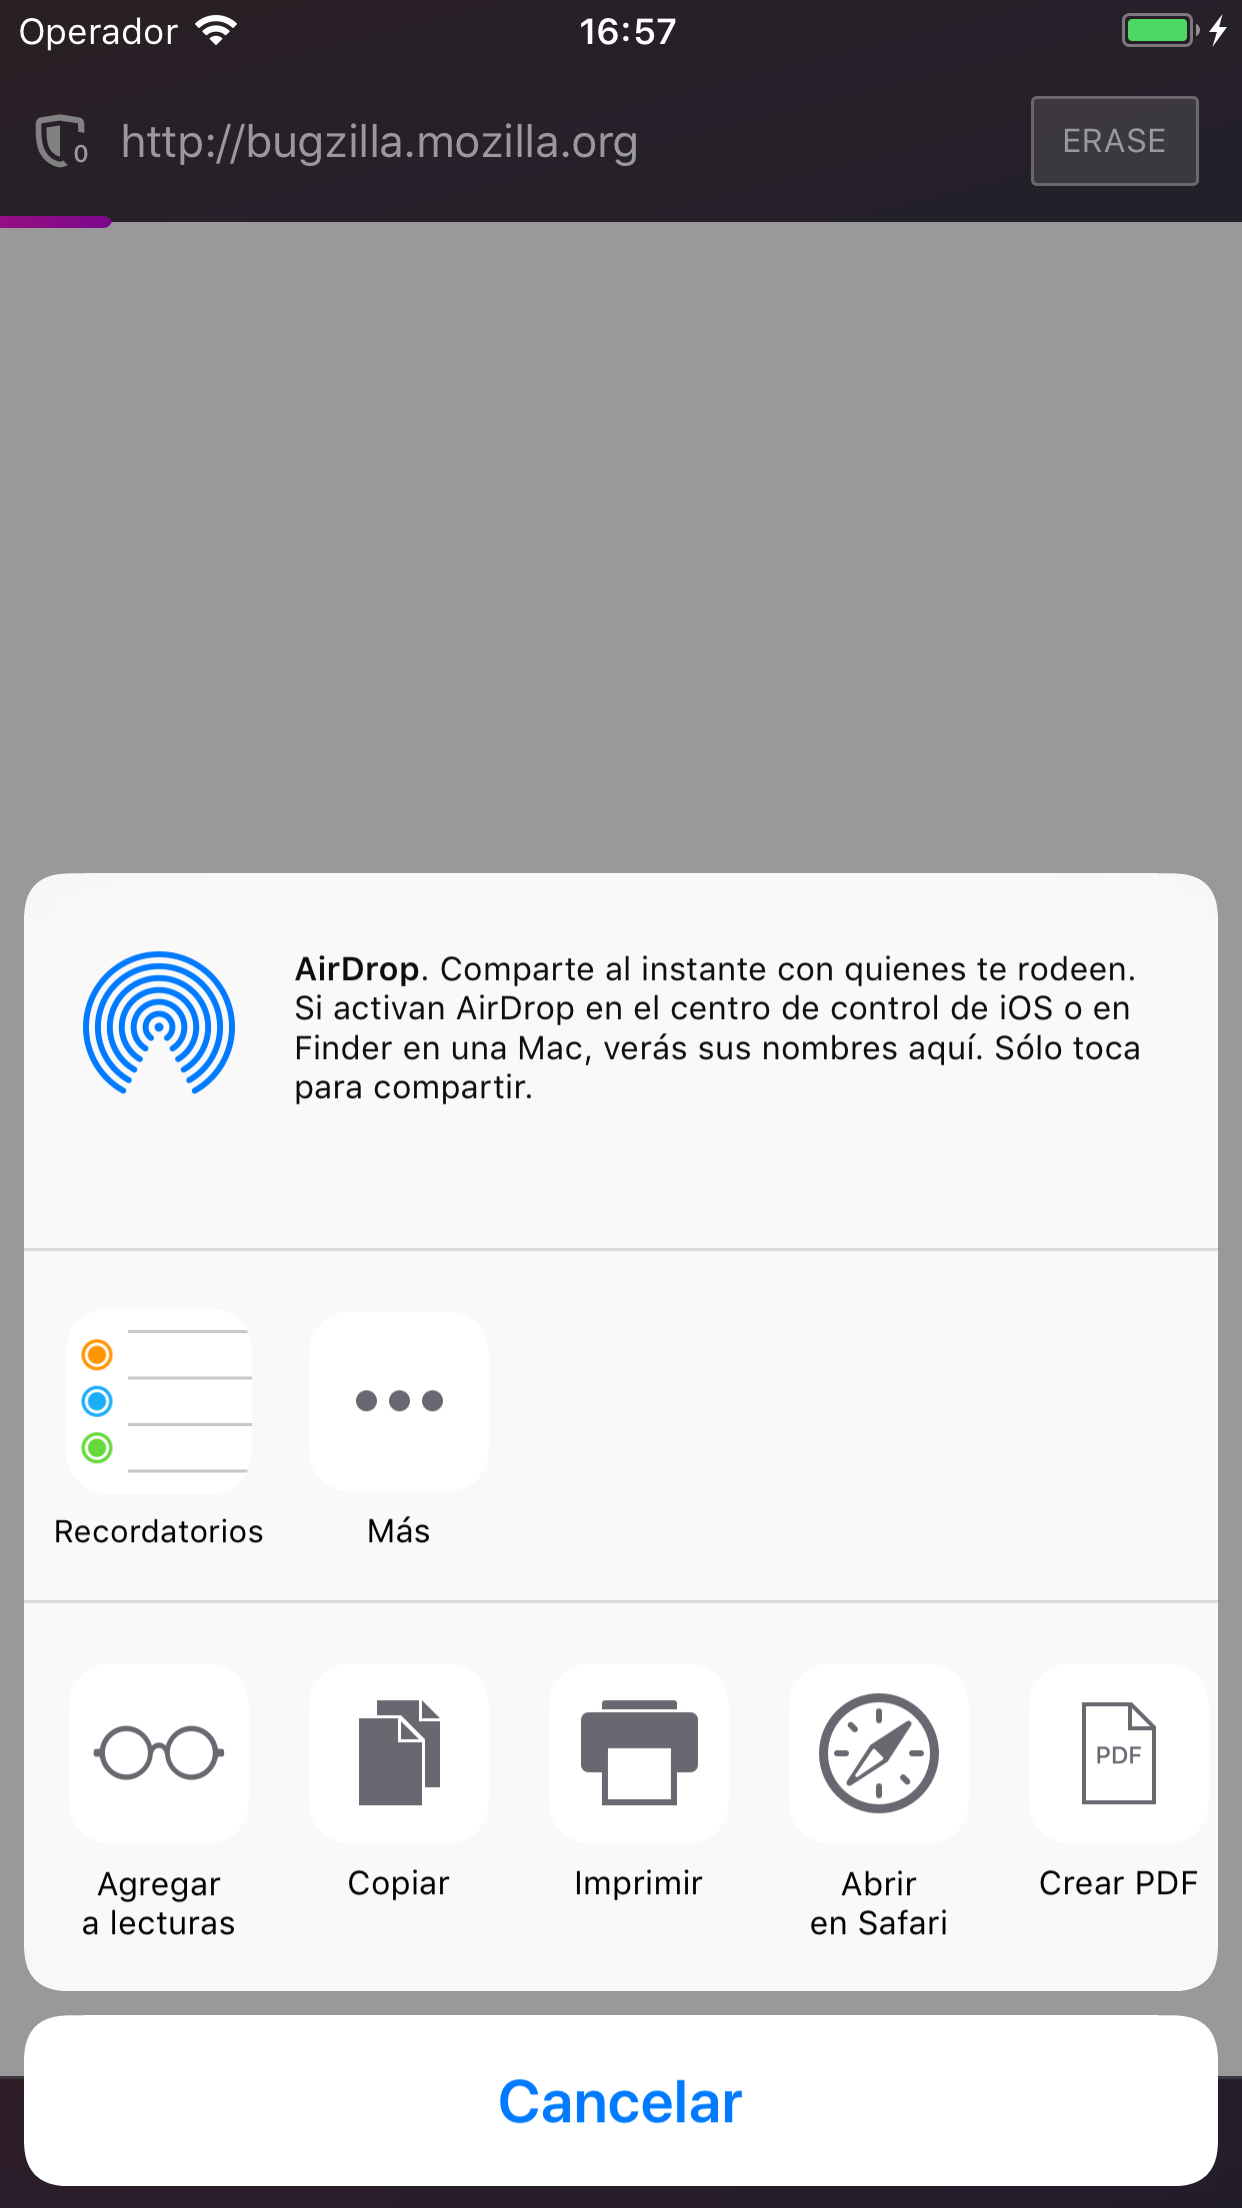 Operador 16:57
0 http://bugzilla.mozilla.org ERASE
AirDrop. Comparte al instante con quienes te rodeen.
Si activan AirDrop en el centro de control de iOS o en
Finder en una Mac, verás sus nombres aquí. Sólo toca
para compartir.
Recordatorios
Más
Agregar
a lecturas
Copiar
Imprimir
Abrir
en Safari
PDF
Crear PDF
Cancelar